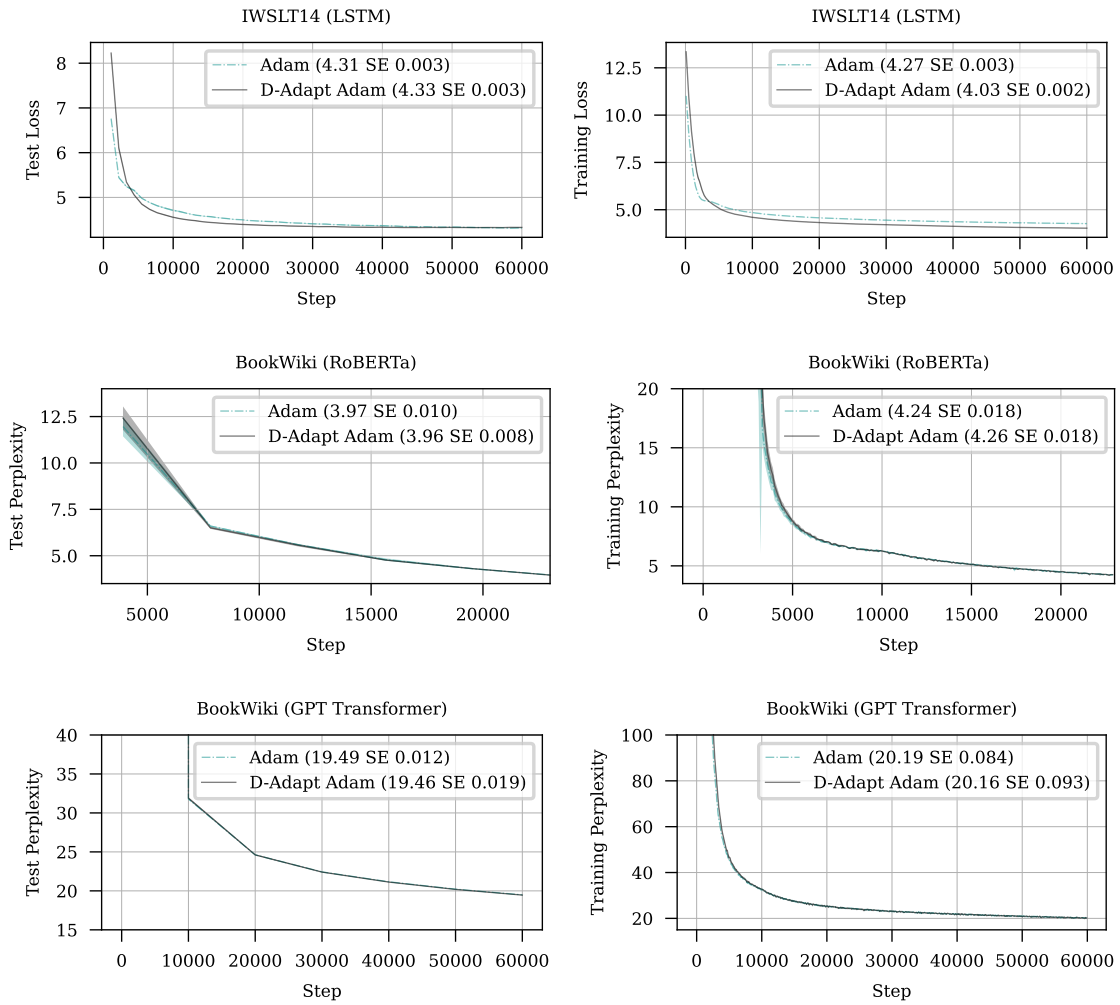 IWSLT14 (LSTM)
8
7
6
5
Test Loss
Adam (4.31 SE 0.003)
D-Adapt Adam (4.33 SE 0.003)
0 10000 20000 30000 40000 50000 60000
Step
IWSLT14 (LSTM)
12.5
10.0
7.5
5.0
Training Loss
Adam (4.27 SE 0.003)
D-Adapt Adam (4.03 SE 0.002)
0 10000 20000 30000 40000 50000 60000
Step
BookWiki (RoBERTa)
12.5
10.0
7.5
5.0
Test Perplexity
Adam (3.97 SE 0.010)
D-Adapt Adam (3.96 SE 0.008)
5000 10000 15000 20000
Step
BookWiki (RoBERTa)
20
15
10
5
Training Perplexity
Adam (4.24 SE 0.018)
D-Adapt Adam (4.26 SE 0.018)
0 5000 10000 15000 20000
Step
BookWiki (GPT Transformer)
40
35
30
25
20
15
Test Perplexity
Adam (19.49 SE 0.012)
D-Adapt Adam (19.46 SE 0.019)
0 10000 20000 30000 40000 50000 60000
Step
BookWiki (GPT Transformer)
100
80
60
40
20
Training Perplexity
Adam (20.19 SE 0.084)
D-Adapt Adam (20.16 SE 0.093)
0 10000 20000 30000 40000 50000 60000
Step